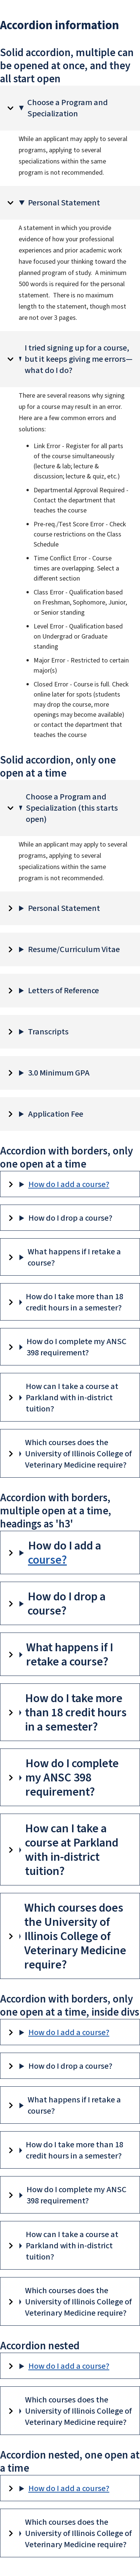 Accordion information
Solid accordion, multiple can
be opened at once, and they
all start open
Choose a Program and
Specialization
While an applicant may apply to several
programs, applying to several
specializations within the same
program is not recommended.
Personal Statement
A statement in which you provide
evidence of how your professional
experiences and prior academic work
have focused your thinking toward the
planned program of study. A minimum
500 words is required for the personal
statement. There is no maximum
length to the statement, though most
are not over 3 pages.
I tried signing up for a course,
but it keeps giving me errors—
what do I do?
There are several reasons why signing
up for a course may result in an error.
Here are a few common errors and
solutions:
Link Error - Register for all parts
of the course simultaneously
(lecture & lab; lecture &
discussion; lecture & quiz, etc.)
Departmental Approval Required -
Contact the department that
teaches the course
Pre-req./Test Score Error - Check
course restrictions on the Class
Schedule
Time Conflict Error - Course
times are overlapping. Select a
different section
Class Error - Qualification based
on Freshman, Sophomore, Junior,
or Senior standing
Level Error - Qualification based
on Undergrad or Graduate
standing
Major Error - Restricted to certain
major(s)
Closed Error - Course is full. Check
online later for spots (students
may drop the course, more
openings may become available)
or contact the department that
teaches the course
Solid accordion, only one
open at a time
Choose a Program and
Specialization (this starts
open)
While an applicant may apply to several
programs, applying to several
specializations within the same
program is not recommended.
Personal Statement
Resume/Curriculum Vitae
Letters of Reference
Transcripts
3.0 Minimum GPA
Application Fee
Accordion with borders, only
one open at a time
How do I add a course?
How do I drop a course?
What happens if I retake a
course?
How do I take more than 18
credit hours in a semester?
How do I complete my ANSC
398 requirement?
How can I take a course at
Parkland with in-district
tuition?
Which courses does the
University of Illinois College of
Veterinary Medicine require?
Accordion with borders,
multiple open at a time,
headings as 'h3'
How do I add a
course?
How do I drop a
course?
What happens if I
retake a course?
How do I take more
than 18 credit hours
in a semester?
How do I complete
my ANSC 398
requirement?
How can I take a
course at Parkland
with in-district
tuition?
Which courses does
the University of
Illinois College of
Veterinary Medicine
require?
Accordion with borders, only
one open at a time, inside divs
How do I add a course?
How do I drop a course?
What happens if I retake a
course?
How do I take more than 18
credit hours in a semester?
How do I complete my ANSC
398 requirement?
How can I take a course at
Parkland with in-district
tuition?
Which courses does the
University of Illinois College of
Veterinary Medicine require?
Accordion nested
How do I add a course?
Which courses does the
University of Illinois College of
Veterinary Medicine require?
Accordion nested, one open at
a time
How do I add a course?
Which courses does the
University of Illinois College of
Veterinary Medicine require?